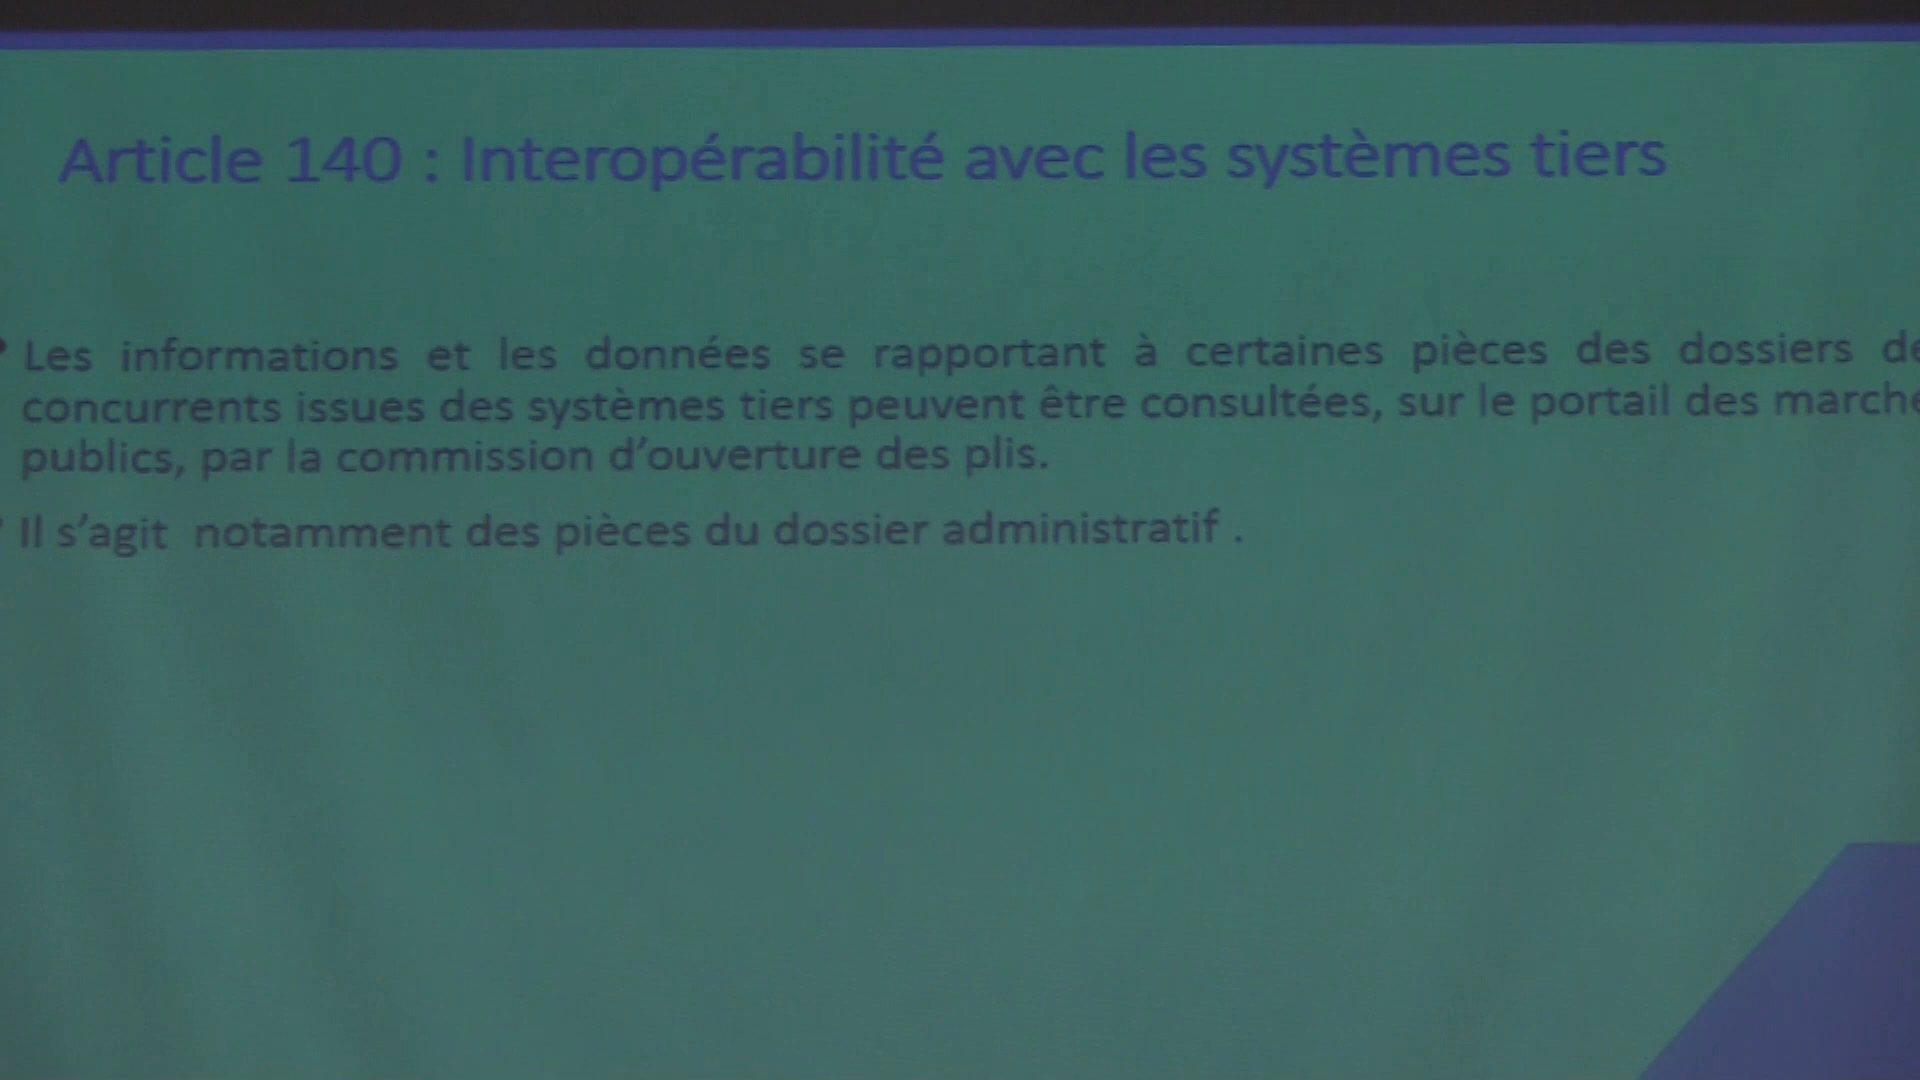 Article 140 : Interopérabilité avec les systèmes tiers
• Les informations et les données se rapportant à certaines pièces des dossiers de
concurrents issues des systèmes tiers peuvent être consultées, sur le portail des marché
publics, par la commission d'ouverture des plis.
• Il s'agit notamment des pièces du dossier administratif .